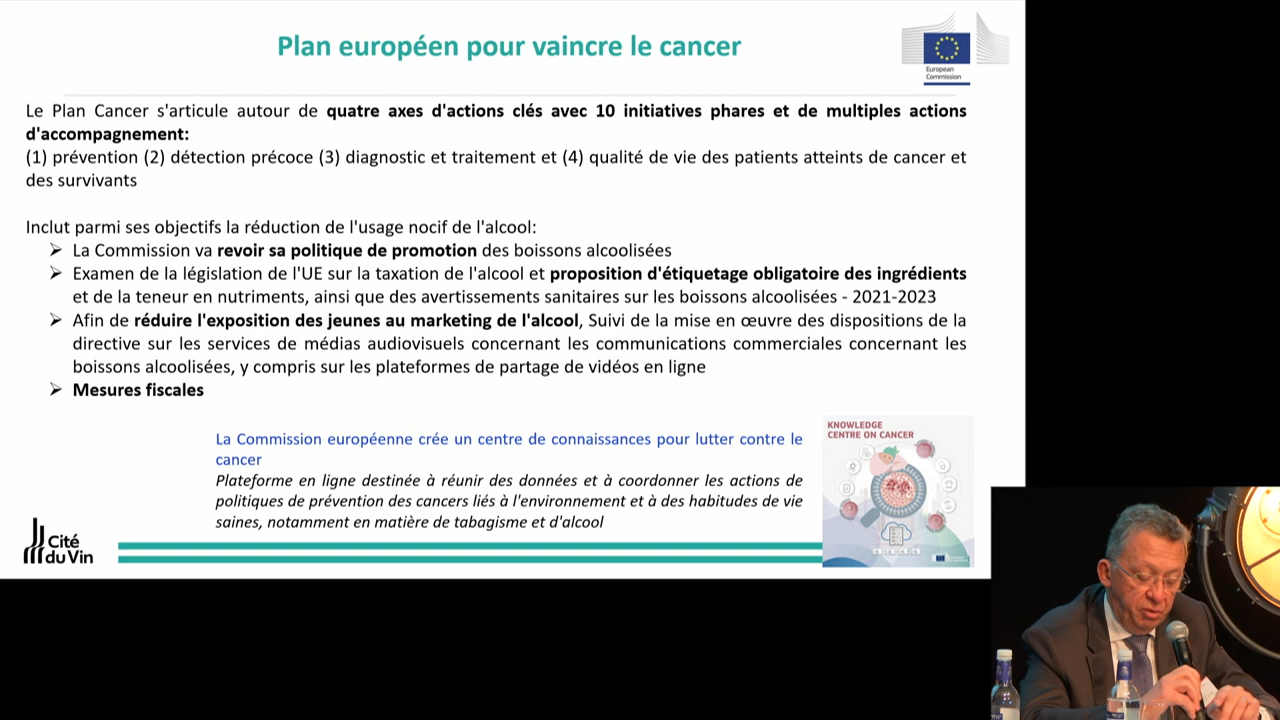 Plan européen pour vaincre le cancer
European
Commission
Le Plan Cancer s'articule autour de quatre axes d'actions clés avec 10 initiatives phares et de multiples actions
d'accompagnement:
(1) prévention (2) détection précoce (3) diagnostic et traitement et (4) qualité de vie des patients atteints de cancer et
des survivants
Inclut parmi ses objectifs la réduction de l'usage nocif de l'alcool:
La Commission va revoir sa politique de promotion des boissons alcoolisées
Examen de la législation de l'UE sur la taxation de l'alcool et proposition d'étiquetage obligatoire des ingrédients
et de la teneur en nutriments, ainsi que des avertissements sanitaires sur les boissons alcoolisées - 2021-2023
Afin de réduire l'exposition des jeunes au marketing de l'alcool, Suivi de la mise en œuvre des dispositions de la
directive sur les services de médias audiovisuels concernant les communications commerciales concernant les
boissons alcoolisées, y compris sur les plateformes de partage de vidéos en ligne
Mesures fiscales
La Commission européenne crée un centre de connaissances pour lutter contre le
cancer
Plateforme en ligne destinée à réunir des données et à coordonner les actions de
politiques de prévention des cancers liés à l'environnement et à des habitudes de vie
saines, notamment en matière de tabagisme et d'alcool
KNOWLEDGE
CENTRE ON CANCER
Cité
du Vin